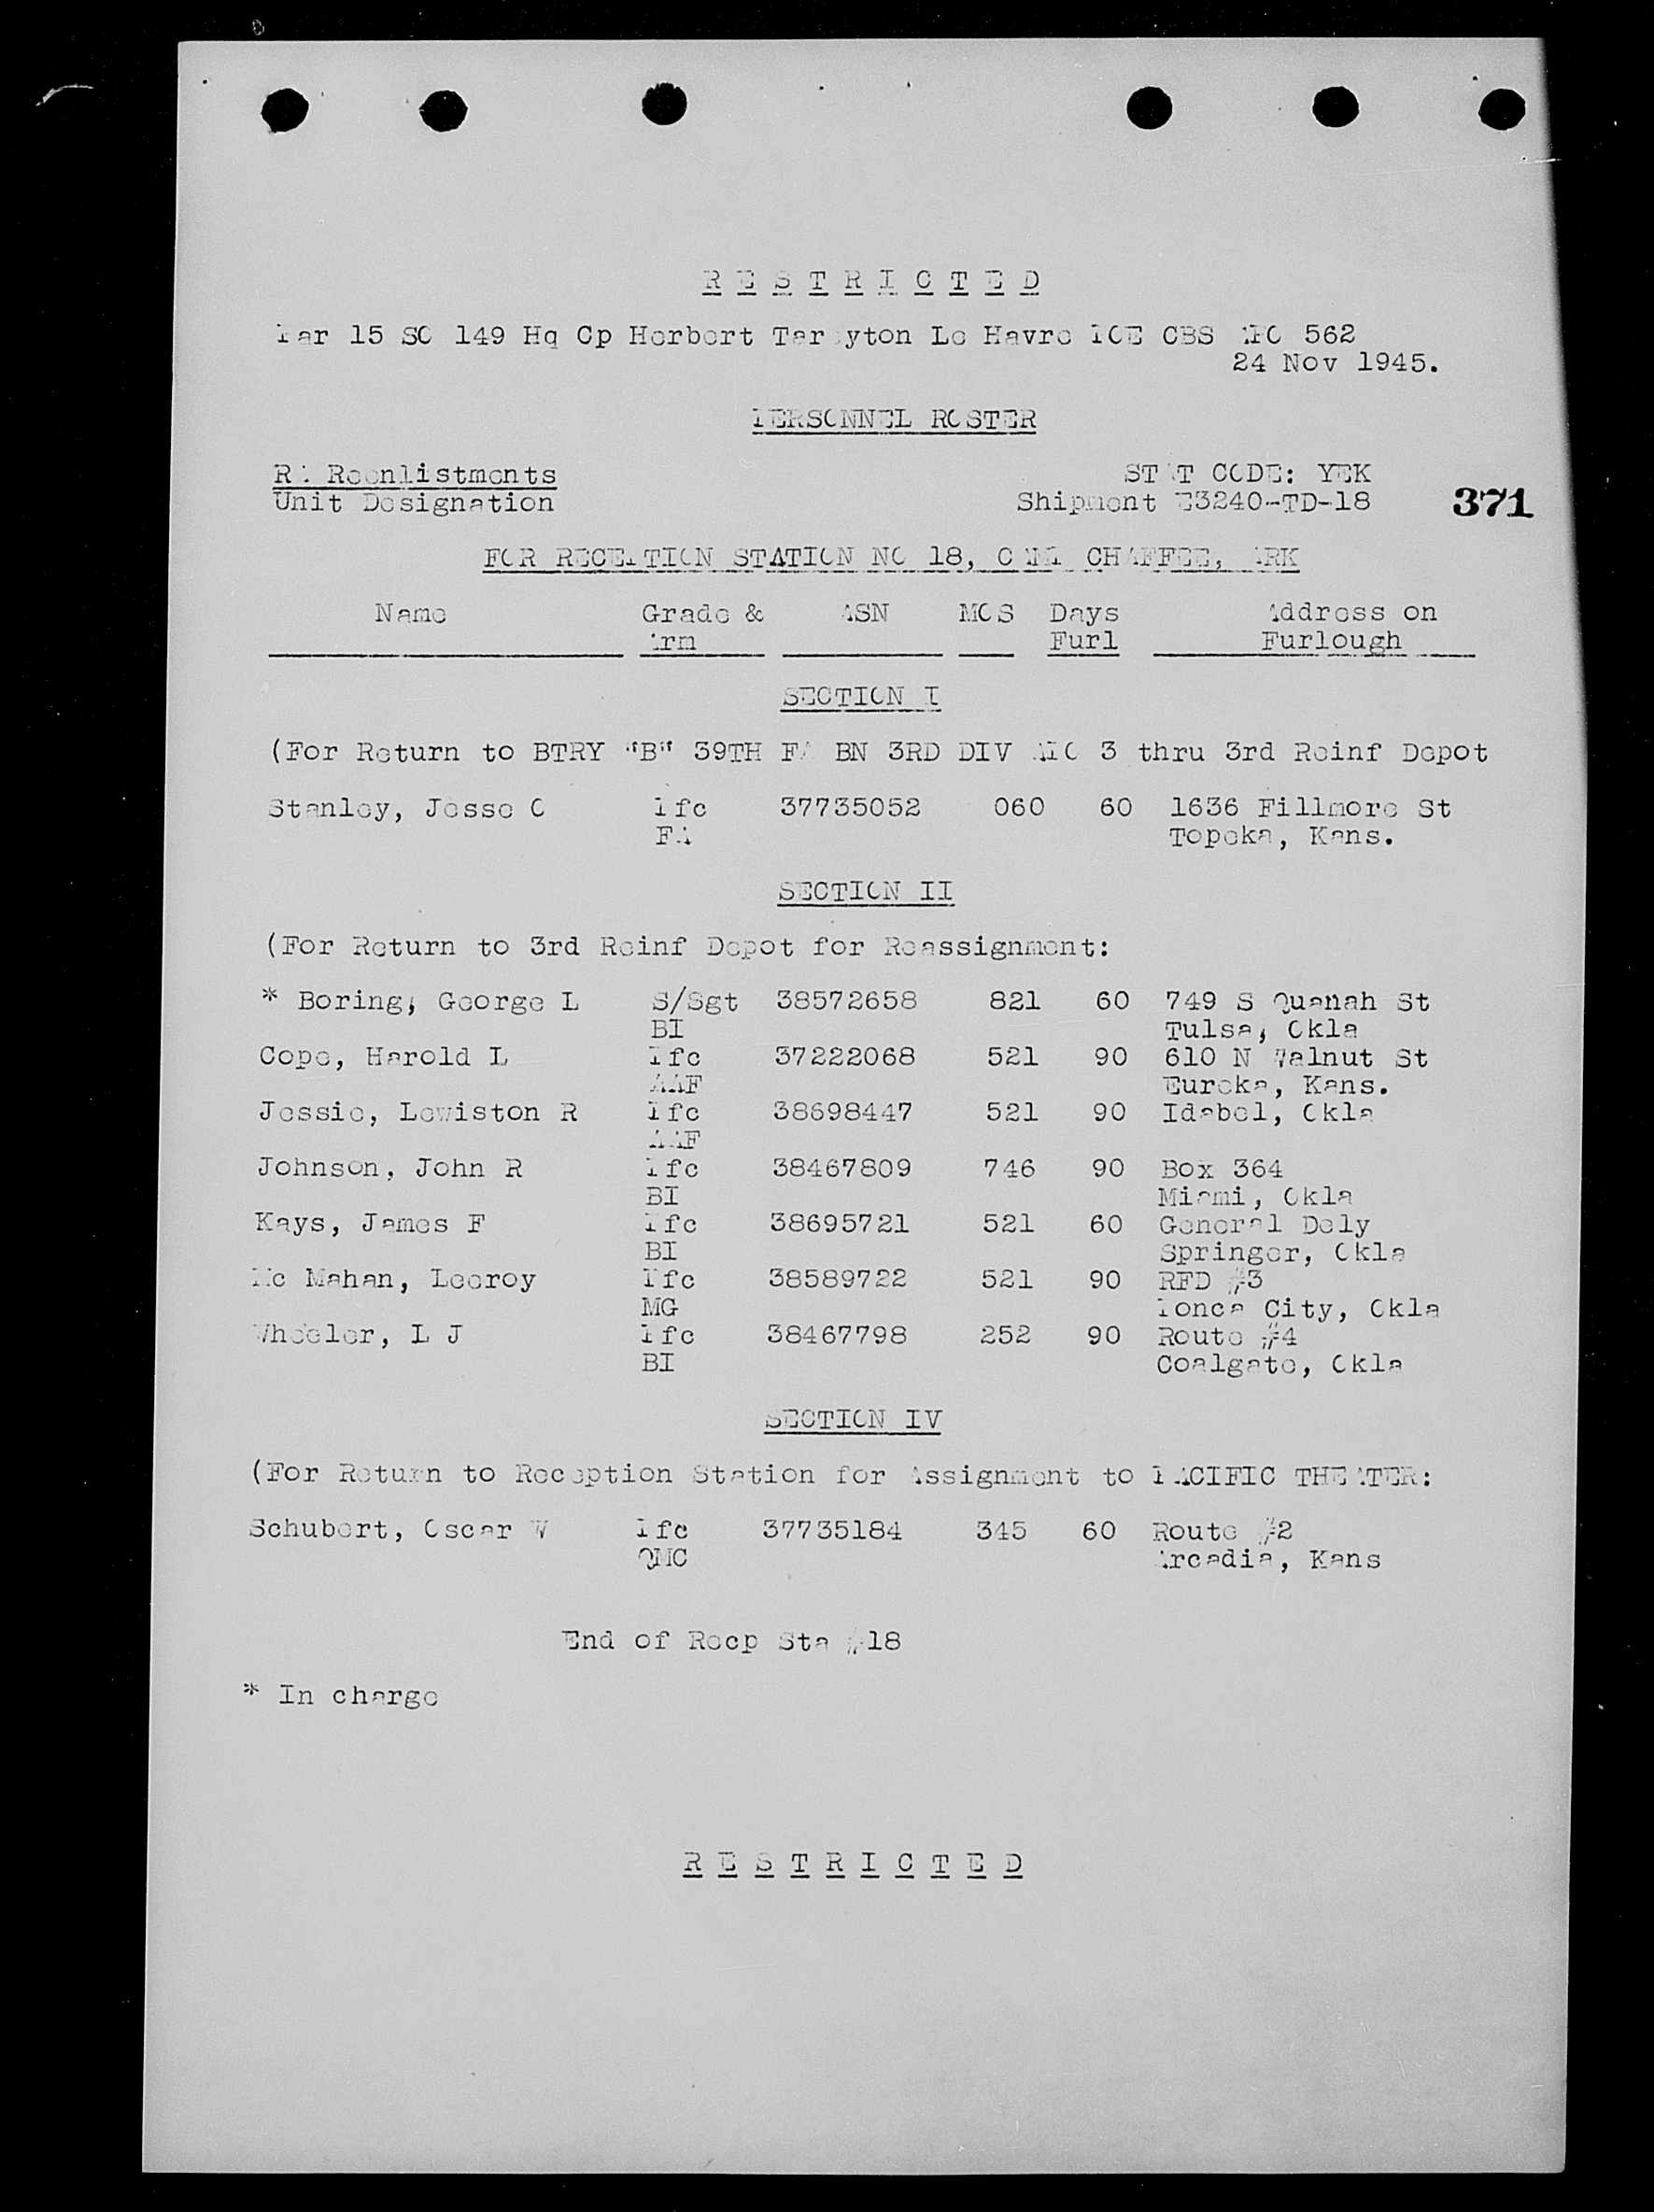 R E S T R I C T E D
Par 15 SO 149 Hq Cp Herbert Tareyton Le Havre POE CBS APO 562
24 Nov 1945.
PERSONNEL ROSTER
RA Reenlistments STAT CODE: YEK
Unit Designation Shipment E3240-TD-18 371
FOR RECEPTION STATION NO 18, CAMP CHAFFEE, ARK
Name Grade & ASN MOS Days Address on
Arm Furl Furlough
SECTION I
(For Return to BTRY "B" 39TH FA BN 3RD DIV APO 3 thru 3rd Reinf Depot
Stanley, Jesse C Pfc 37735052 060 60 1636 Fillmore St
FA Topeka, Kans.
SECTION II
(For Return to 3rd Reinf Depot for Reassignment:
* Boring, George L S/Sgt 38572658 821 60 749 S Quanah St
BI Tulsa, Okla
Cope, Harold L Pfc 37222068 521 90 610 N Walnut St
AAF Eureka, Kans.
Jessie, Lewiston R Pfc 38698447 521 90 Idabel, Okla
AAF
Johnson, John R Pfc 38467809 746 90 Box 364
BI Miami, Okla
Kays, James F Pfc 38695721 521 60 General Dely
BI Springer, Okla
Mc Mahan, Leeroy Pfc 38589722 521 90 RFD #3
MG Ponca City, Okla
Wheeler, L J Pfc 38467798 252 90 Route #4
BI Coalgate, Okla
SECTION IV
(For Return to Reception Station for Assignment to PACIFIC THEATER:
Schubert, Oscar W Pfc 37735184 345 60 Route #2
QMC Arcadia, Kans
End of Recp Sta #18
* In charge
R E S T R I C T E D